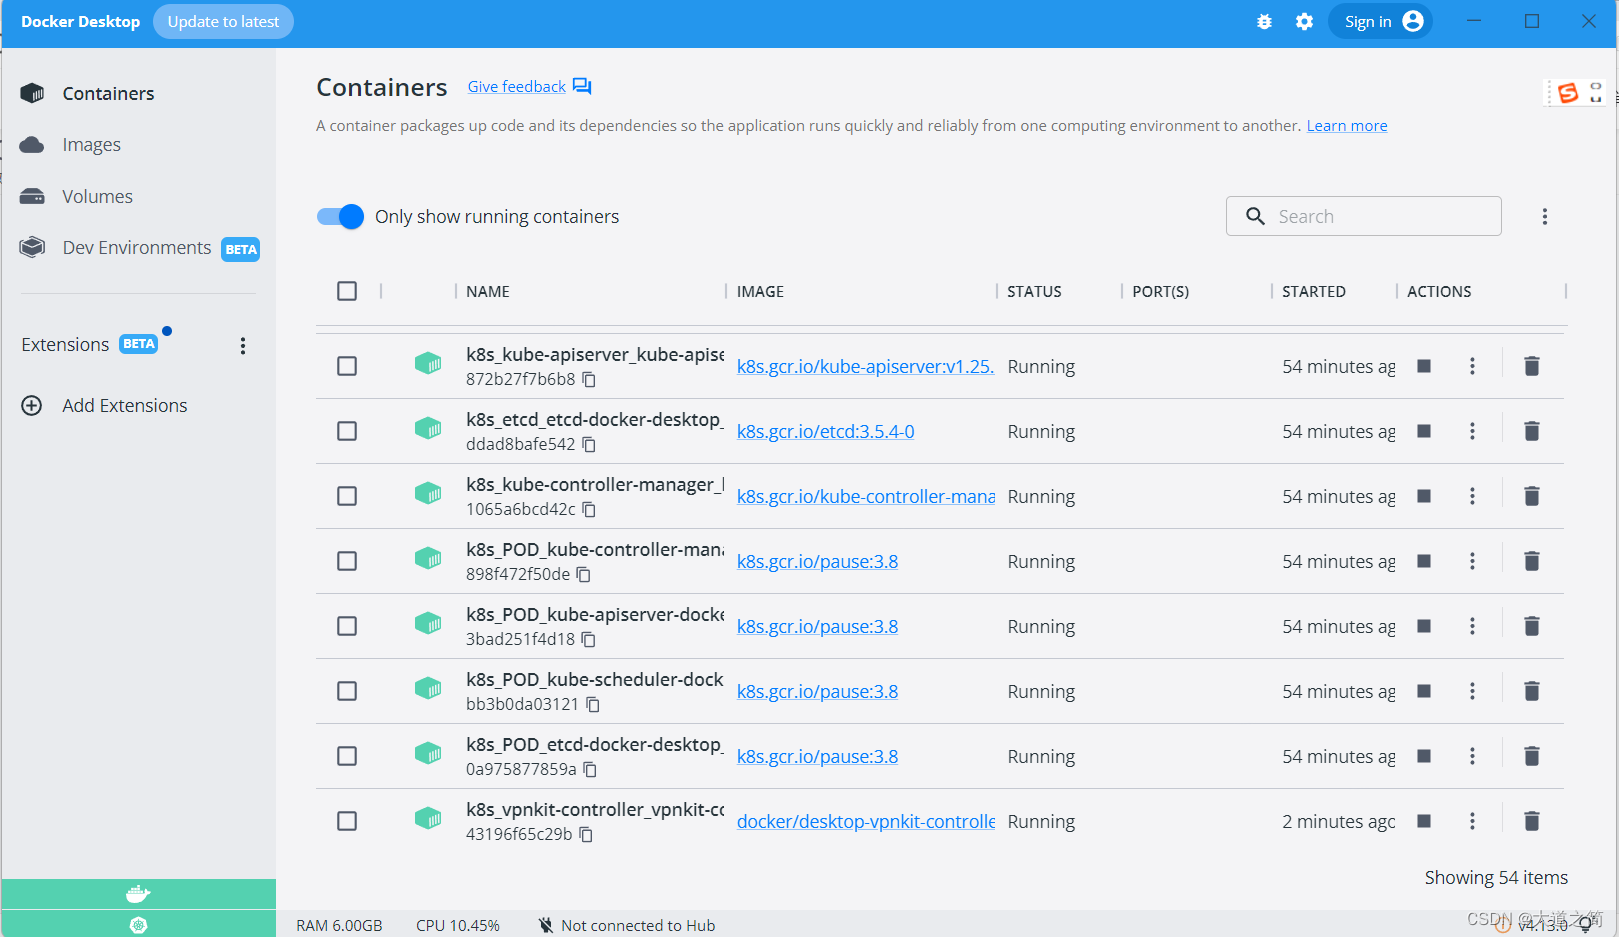 Docker Desktop Update to latest Sign in
Containers
Images
Volumes
Dev Environments BETA
Extensions BETA
Add Extensions
Containers Give feedback
A container packages up code and its dependencies so the application runs quickly and reliably from one computing environment to another. Learn more
Only show running containers Search
NAME IMAGE STATUS PORT(S) STARTED ACTIONS
k8s_kube-apiserver_kube-apise
872b27f7b6b8 k8s.gcr.io/kube-apiserver:v1.25. Running 54 minutes ag
k8s_etcd_etcd-docker-desktop_
ddad8bafe542 k8s.gcr.io/etcd:3.5.4-0 Running 54 minutes ag
k8s_kube-controller-manager_
1065a6bcd42c k8s.gcr.io/kube-controller-mana Running 54 minutes ag
k8s_POD_kube-controller-mana
898f472f50de k8s.gcr.io/pause:3.8 Running 54 minutes ag
k8s_POD_kube-apiserver-docke
3bad251f4d18 k8s.gcr.io/pause:3.8 Running 54 minutes ag
k8s_POD_kube-scheduler-dock
bb3b0da03121 k8s.gcr.io/pause:3.8 Running 54 minutes ag
k8s_POD_etcd-docker-desktop_
0a975877859a k8s.gcr.io/pause:3.8 Running 54 minutes ag
k8s_vpnkit-controller_vpnkit-co
43196f65c29b docker/desktop-vpnkit-controlle Running 2 minutes ago
Showing 54 items
RAM 6.00GB CPU 10.45% Not connected to Hub v4.13.0
CSDN @大道之简